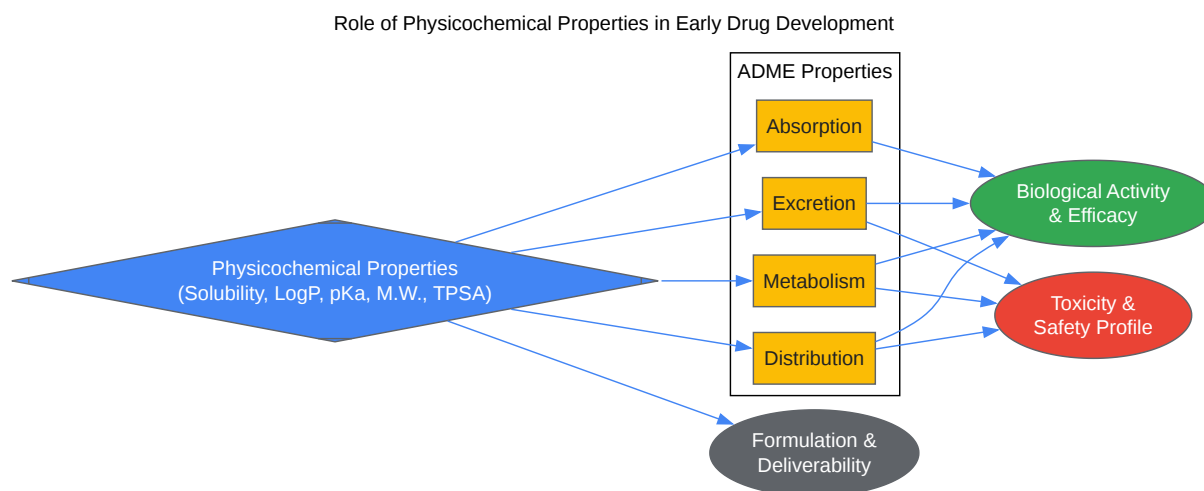 Role of Physicochemical Properties in Early Drug Development
ADME Properties
Absorption
Excretion
Metabolism
Distribution
Physicochemical Properties
(Solubility, LogP, pKa, M.W., TPSA)
Biological Activity
& Efficacy
Toxicity &
Safety Profile
Formulation &
Deliverability